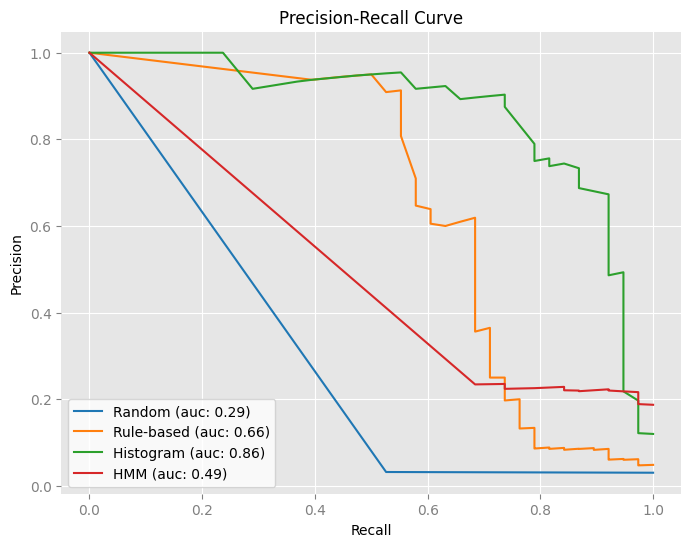 Precision-Recall Curve
Precision
1.0
0.8
0.6
0.4
0.2
0.0
Random (auc: 0.29)
Rule-based (auc: 0.66)
Histogram (auc: 0.86)
HMM (auc: 0.49)
0.0 0.2 0.4 0.6 0.8 1.0
Recall